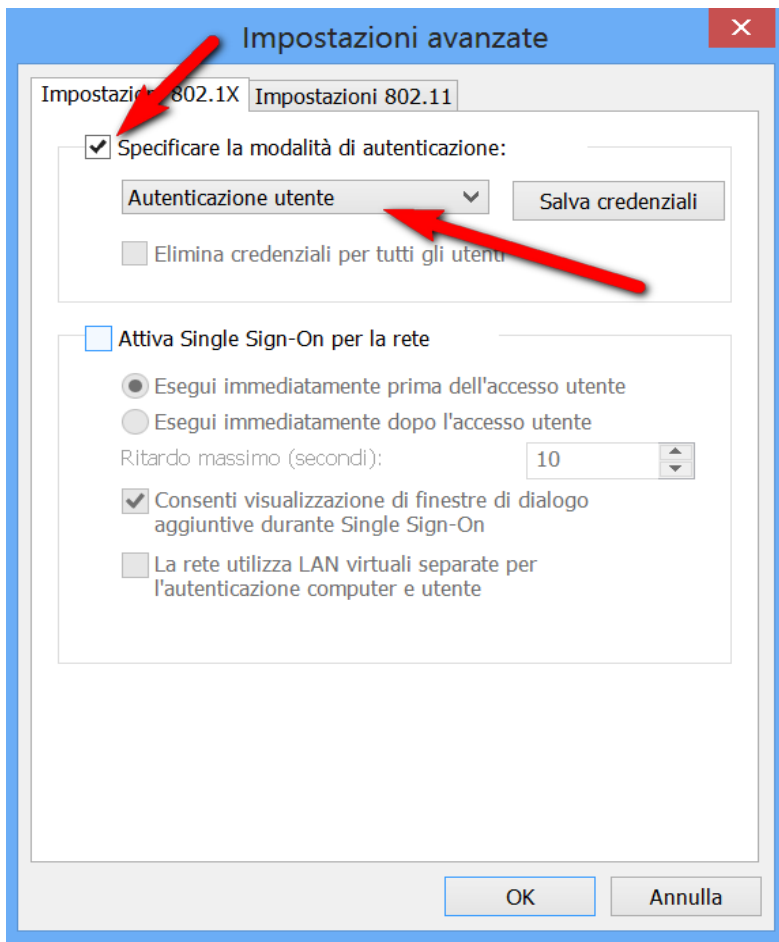 Impostazioni avanzate
Impostazioni 802.1X Impostazioni 802.11
Specificare la modalità di autenticazione:
Autenticazione utente Salva credenziali
Elimina credenziali per tutti gli utenti
Attiva Single Sign-On per la rete
Esegui immediatamente prima dell'accesso utente
Esegui immediatamente dopo l'accesso utente
Ritardo massimo (secondi): 10
Consenti visualizzazione di finestre di dialogo
aggiuntive durante Single Sign-On
La rete utilizza LAN virtuali separate per
l'autenticazione computer e utente
OK Annulla